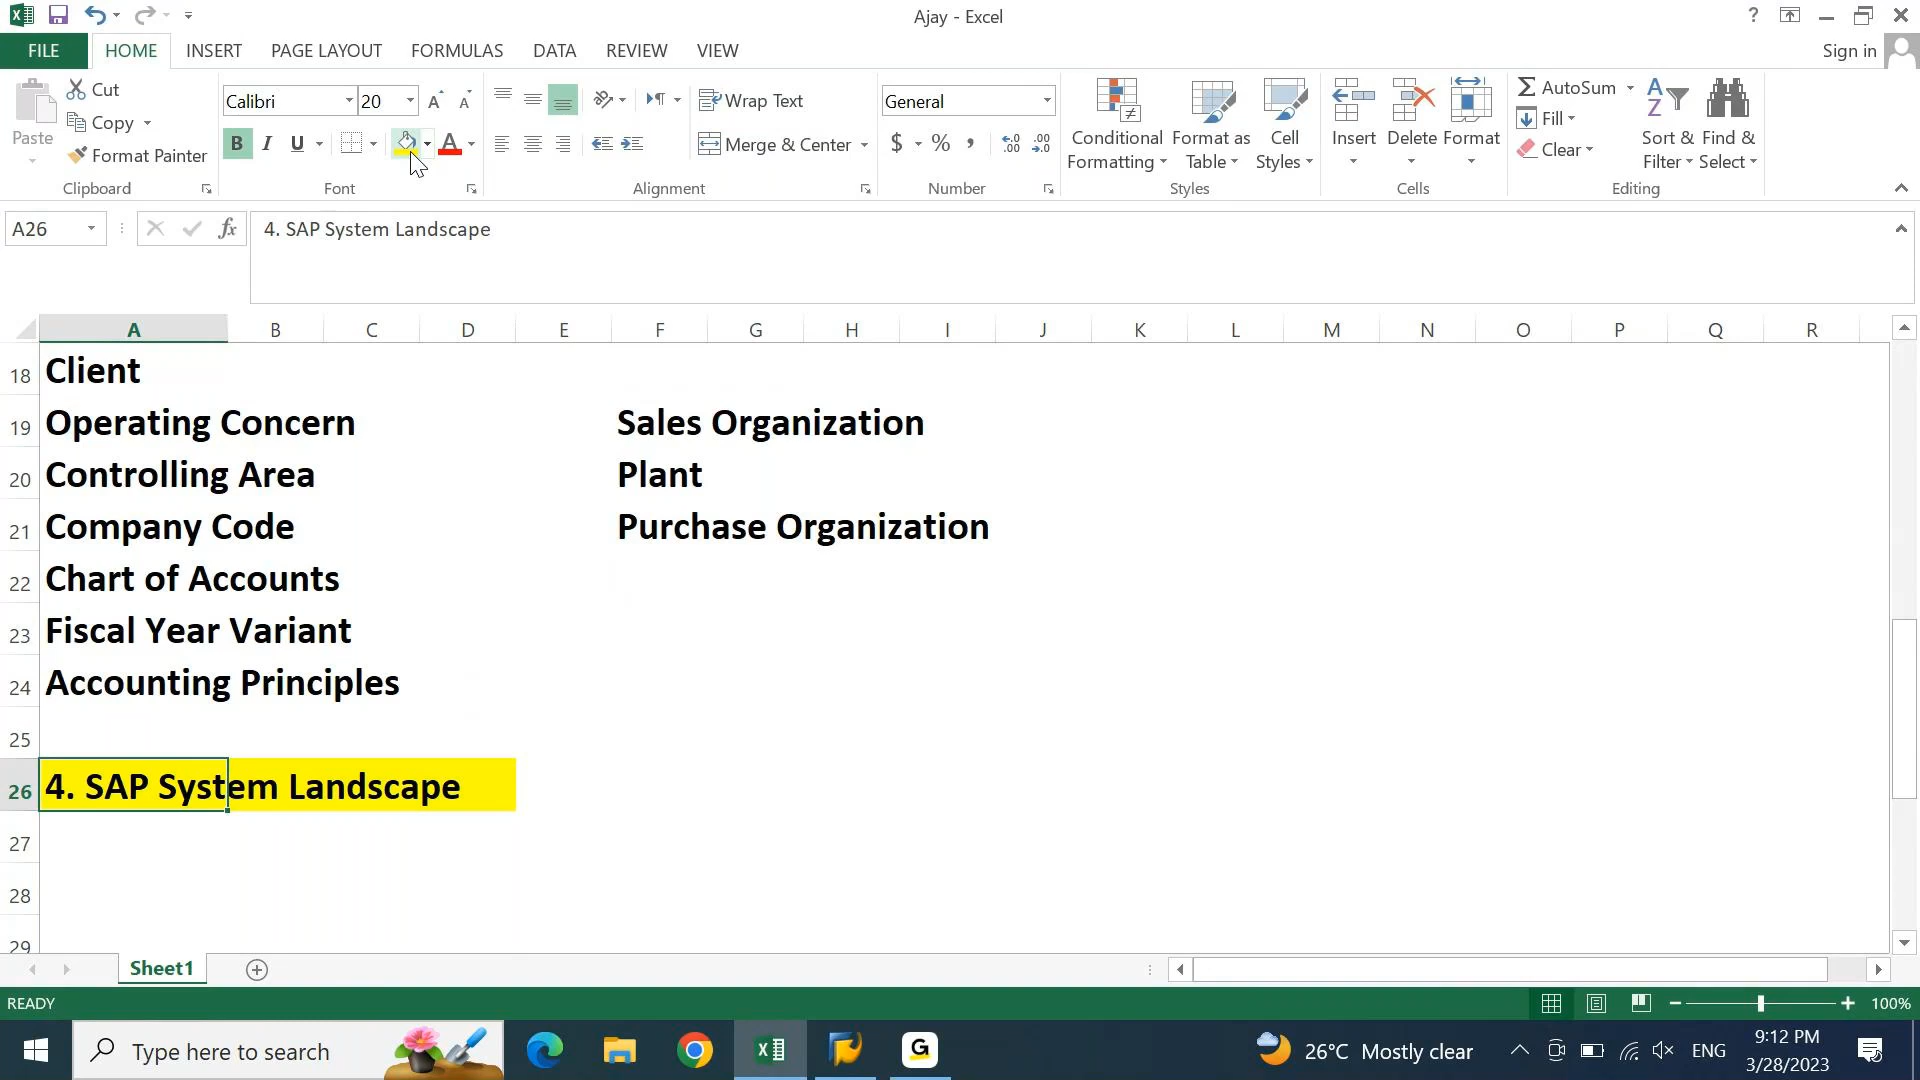 Ajay - Excel
?
FILE HOME INSERT PAGE LAYOUT FORMULAS DATA REVIEW VIEW Sign in
Paste Cut Copy Format Painter Clipboard
Calibri 20 A A B I U A Font
Wrap Text Merge & Center Alignment
General $ % , .00 .00 Number
Conditional Formatting Format as Table Cell Styles Styles
Insert Delete Format Cells
AutoSum Fill Clear Sort & Filter Find & Select Editing
A26 fx 4. SAP System Landscape
A B C D E F G H I J K L M N O P Q R
18 Client
19 Operating Concern Sales Organization
20 Controlling Area Plant
21 Company Code Purchase Organization
22 Chart of Accounts
23 Fiscal Year Variant
24 Accounting Principles
25
26 4. SAP System Landscape
27
28
29
Sheet1
READY 100%
Type here to search 26°C Mostly clear ENG 9:12 PM
3/28/2023